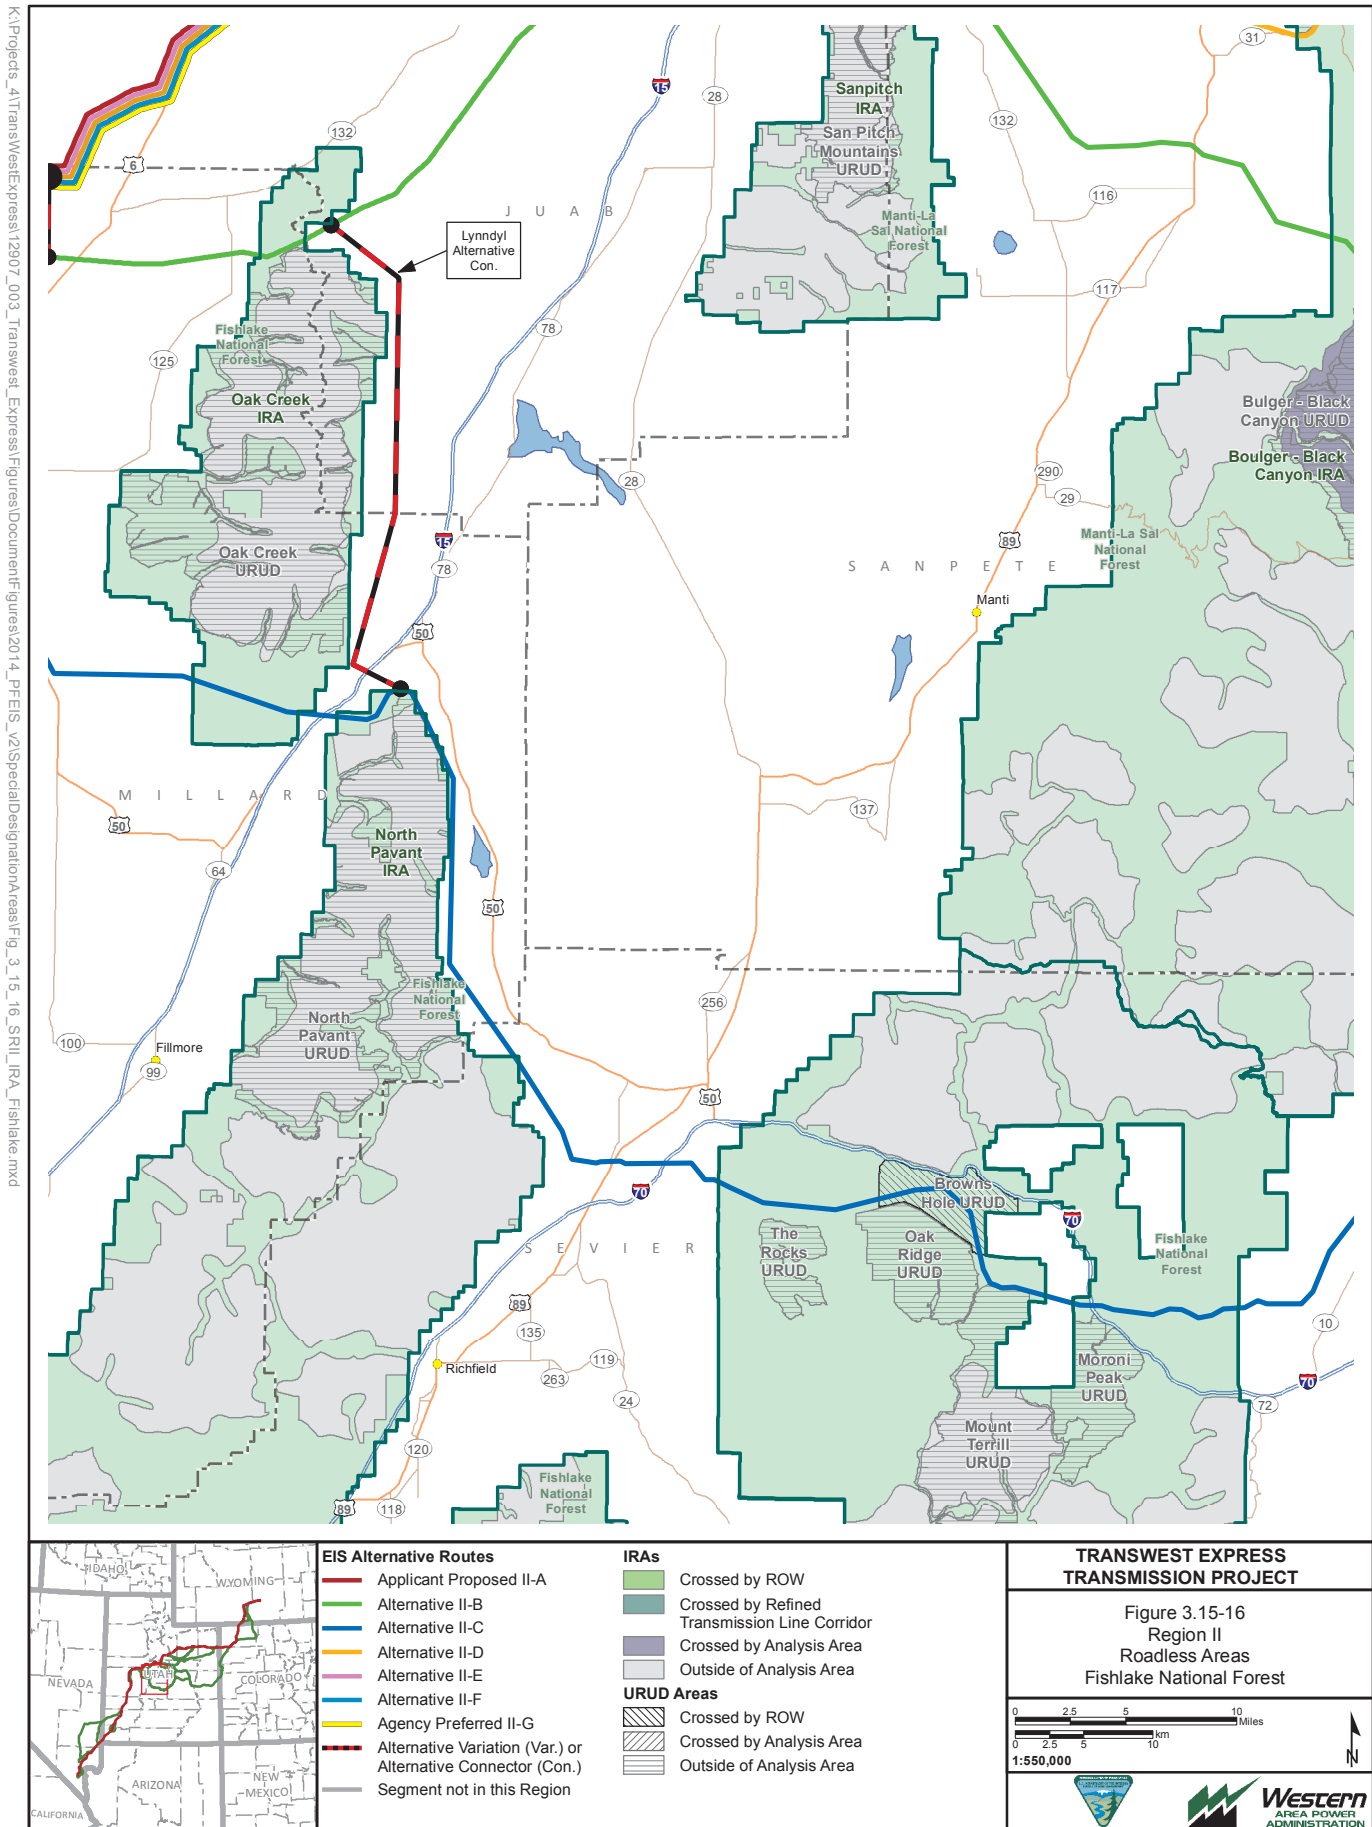 K:\Projects_4\TransWestExpress\12907_003_Transwest_Express\Figures\DocumentFigures\2014_PFEIS_v2\SpecialDesignationAreas\Fig_3_15_16_SRII_IRA_Fishlake.mxd
31
15
28
132
Sanpitch
IRA
San Pitch
Mountains
URUD
132
6
116
JUAB
Manti-La
Sal National
Forest
Lynndyl
Alternative
Con.
117
78
Fishlake
National
Forest
125
Oak Creek
IRA
Bulger - Black
Canyon URUD
Boulger - Black
Canyon IRA
290
28
29
Manti-La Sal
National
Forest
15
89
Oak Creek
URUD
78
SANPETE
Manti
50
MILLARD
50
137
North
Pavant
IRA
64
50
Fishlake
National
Forest
256
North
Pavant
URUD
100
Fillmore
99
50
70
Browns
Hole URUD
70
The
Rocks
URUD
Oak
Ridge
URUD
Fishlake
National
Forest
SEVIER
89
135
10
119
Richfield
263
Moroni
Peak
URUD
70
24
72
Mount
Terrill
URUD
120
Fishlake
National
Forest
89
118
IDAHO
WYOMING
NEVADA
UTAH
COLORADO
ARIZONA
NEW
MEXICO
CALIFORNIA
EIS Alternative Routes
Applicant Proposed II-A
Alternative II-B
Alternative II-C
Alternative II-D
Alternative II-E
Alternative II-F
Agency Preferred II-G
Alternative Variation (Var.) or
Alternative Connector (Con.)
Segment not in this Region
IRAs
Crossed by ROW
Crossed by Refined
Transmission Line Corridor
Crossed by Analysis Area
Outside of Analysis Area
URUD Areas
Crossed by ROW
Crossed by Analysis Area
Outside of Analysis Area
TRANSWEST EXPRESS
TRANSMISSION PROJECT
Figure 3.15-16
Region II
Roadless Areas
Fishlake National Forest
0 2.5 5 10
Miles
km
0 2.5 5 10
1:550,000
N
Western
AREA POWER
ADMINISTRATION